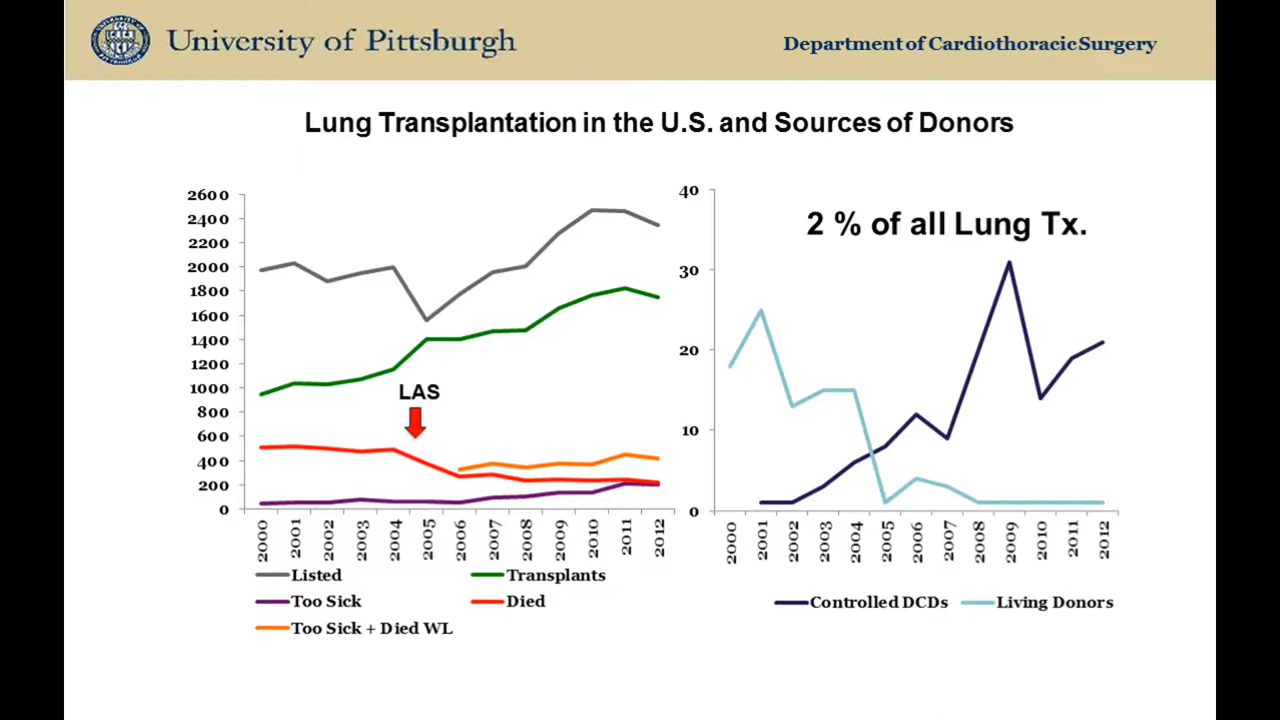 University of Pittsburgh
Department of Cardiothoracic Surgery
Lung Transplantation in the U.S. and Sources of Donors
2600
2400
2200
2000
1800
1600
1400
1200
1000
800
600
400
200
0
LAS
2000 2001 2002 2003 2004 2005 2006 2007 2008 2009 2010 2011 2012
Listed Transplants
Too Sick Died
Too Sick + Died WL
40
30
20
10
0
2 % of all Lung Tx.
2000 2001 2002 2003 2004 2005 2006 2007 2008 2009 2010 2011 2012
Controlled DCDs Living Donors